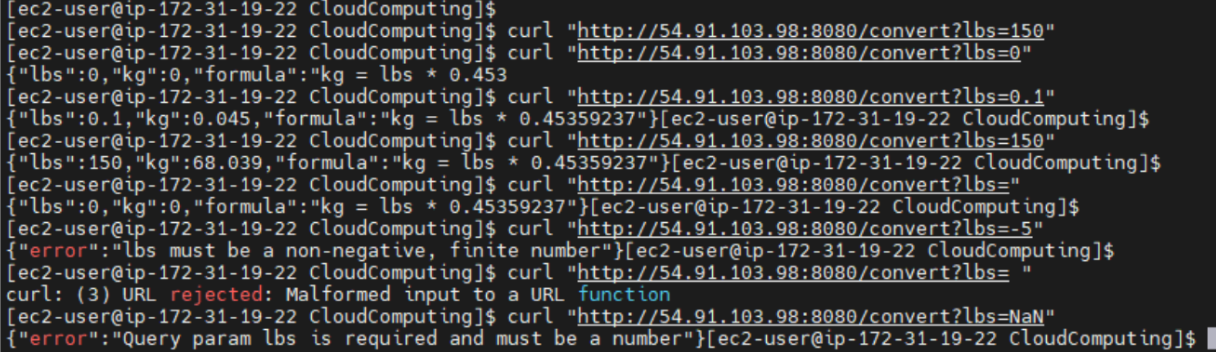 [ec2-user@ip-172-31-19-22 CloudComputing]$
[ec2-user@ip-172-31-19-22 CloudComputing]$ curl "http://54.91.103.98:8080/convert?lbs=150"
[ec2-user@ip-172-31-19-22 CloudComputing]$ curl "http://54.91.103.98:8080/convert?lbs=0"
{"lbs":0,"kg":0,"formula":"kg = lbs * 0.453
[ec2-user@ip-172-31-19-22 CloudComputing]$ curl "http://54.91.103.98:8080/convert?lbs=0.1"
{"lbs":0.1,"kg":0.045,"formula":"kg = lbs * 0.45359237"}[ec2-user@ip-172-31-19-22 CloudComputing]$
[ec2-user@ip-172-31-19-22 CloudComputing]$ curl "http://54.91.103.98:8080/convert?lbs=150"
{"lbs":150,"kg":68.039,"formula":"kg = lbs * 0.45359237"}[ec2-user@ip-172-31-19-22 CloudComputing]$
[ec2-user@ip-172-31-19-22 CloudComputing]$ curl "http://54.91.103.98:8080/convert?lbs="
{"lbs":0,"kg":0,"formula":"kg = lbs * 0.45359237"}[ec2-user@ip-172-31-19-22 CloudComputing]$
[ec2-user@ip-172-31-19-22 CloudComputing]$ curl "http://54.91.103.98:8080/convert?lbs=-5"
{"error":"lbs must be a non-negative, finite number"}[ec2-user@ip-172-31-19-22 CloudComputing]$
[ec2-user@ip-172-31-19-22 CloudComputing]$ curl "http://54.91.103.98:8080/convert?lbs= "
curl: (3) URL rejected: Malformed input to a URL function
[ec2-user@ip-172-31-19-22 CloudComputing]$ curl "http://54.91.103.98:8080/convert?lbs=NaN"
{"error":"Query param lbs is required and must be a number"}[ec2-user@ip-172-31-19-22 CloudComputing]$